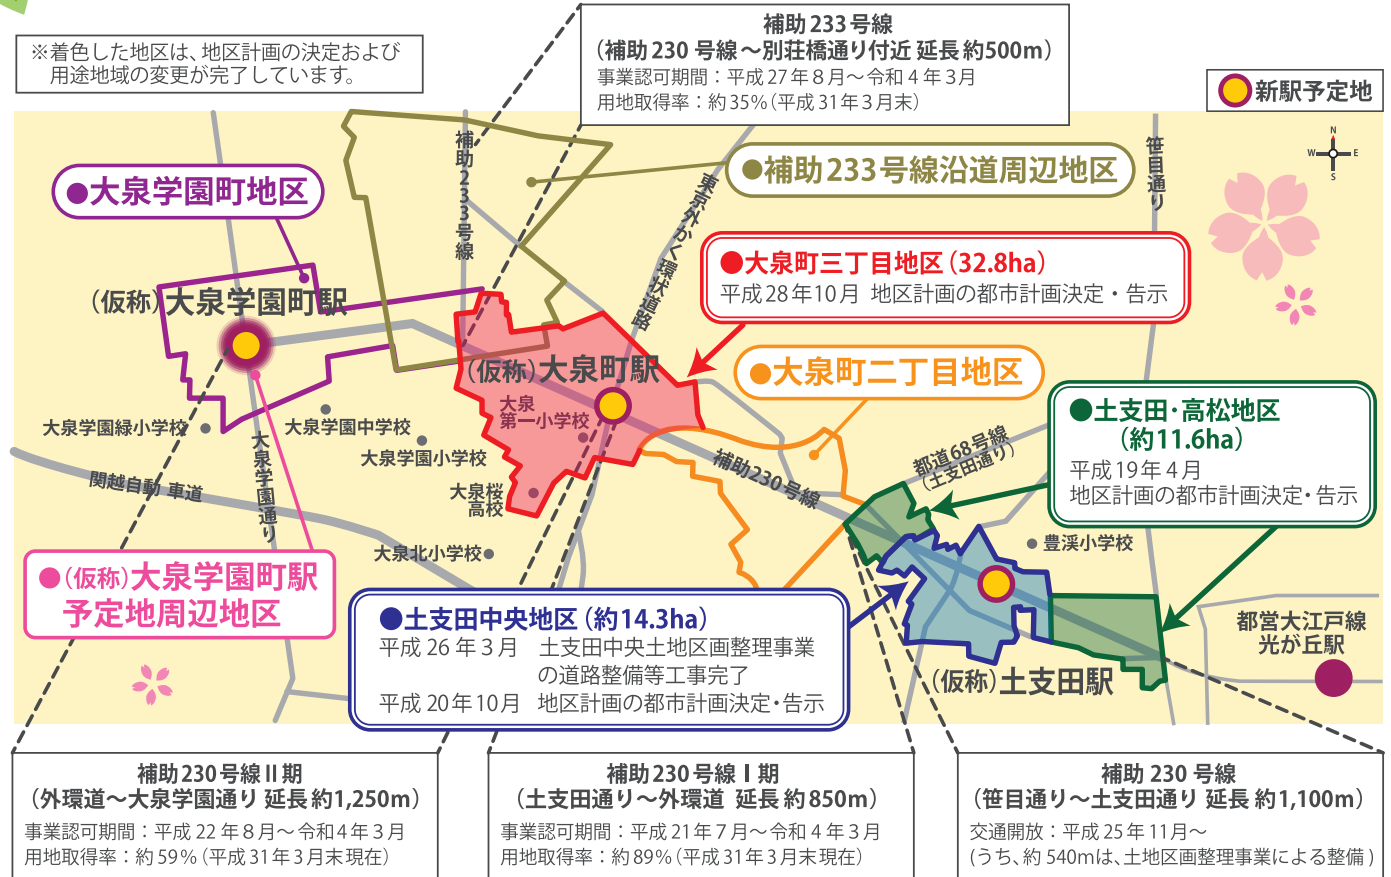 ※着色した地区は、地区計画の決定および
用途地域の変更が完了しています。
補助233号線
（補助230号線～別荘橋通り付近 延長約500m）
事業認可期間：平成27年8月～令和4年3月
用地取得率：約35%（平成31年3月末）
新駅予定地
N
W
E
S
笹目通り
補助233号線
東京外かく環状道路
●大泉学園町地区
●補助233号線沿道周辺地区
●大泉町三丁目地区（32.8ha）
平成28年10月 地区計画の都市計画決定・告示
（仮称）大泉学園町駅
（仮称）大泉町駅
●大泉町二丁目地区
大泉
第一小学校
●土支田・高松地区
（約11.6ha）
平成19年4月
地区計画の都市計画決定・告示
大泉学園緑小学校
大泉学園中学校
大泉学園小学校
都道68号線
（土支田通り）
補助230号線
関越自動車道
大泉学園通り
大泉桜
高校
大泉北小学校
豊渓小学校
●（仮称）大泉学園町駅
予定地周辺地区
●土支田中央地区（約14.3ha）
平成26年3月 土支田中央土地区画整理事業
の道路整備等工事完了
平成20年10月 地区計画の都市計画決定・告示
（仮称）土支田駅
都営大江戸線
光が丘駅
補助230号線Ⅱ期
（外環道～大泉学園通り 延長約1,250m）
事業認可期間：平成22年8月～令和4年3月
用地取得率：約59%（平成31年3月末現在）
補助230号線Ⅰ期
（土支田通り～外環道 延長約850m）
事業認可期間：平成21年7月～令和4年3月
用地取得率：約89%（平成31年3月末現在）
補助230号線
（笹目通り～土支田通り 延長約1,100m）
交通開放：平成25年11月～
(うち、約540mは、土地区画整理事業による整備)